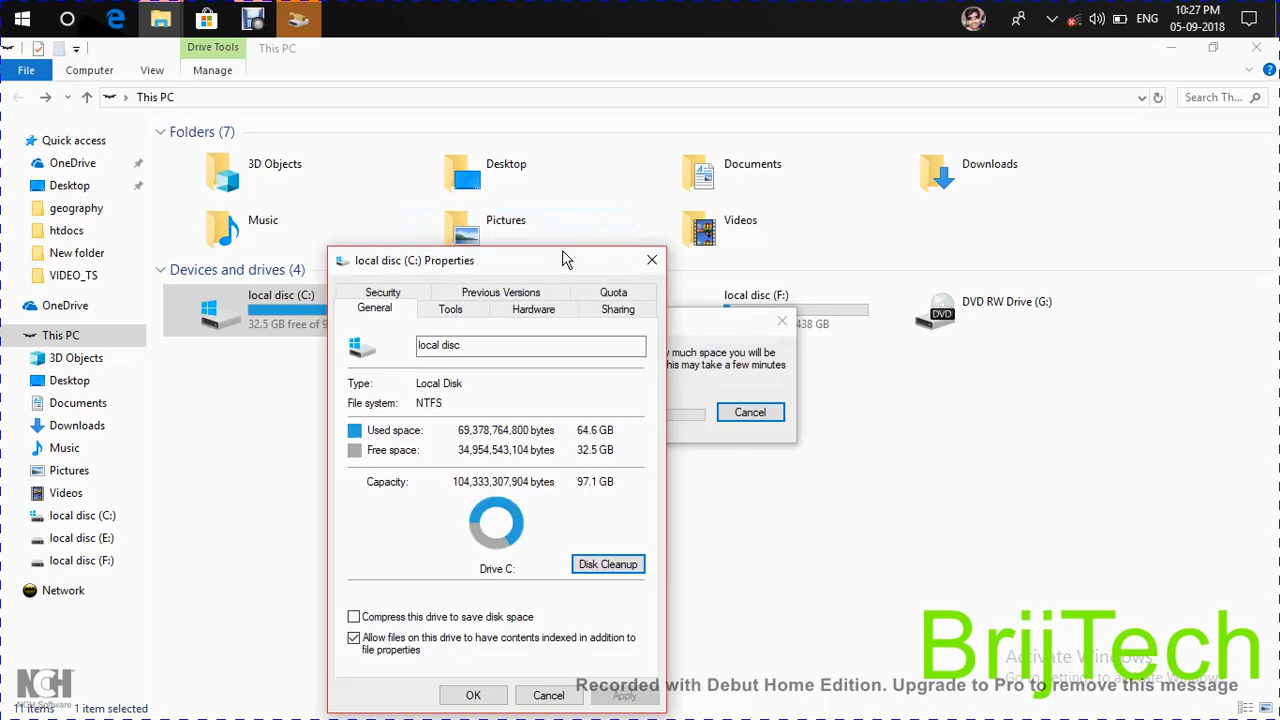 10:27 PM
ENG
05-09-2018
Drive Tools
This PC
File
Computer
View
Manage
This PC
Search Th...
Quick access
OneDrive
Desktop
geography
htdocs
New folder
VIDEO_TS
OneDrive
This PC
3D Objects
Desktop
Documents
Downloads
Music
Pictures
Videos
local disc (C:)
local disc (E:)
local disc (F:)
Network
Folders (7)
3D Objects
Desktop
Documents
Downloads
Music
Pictures
Videos
Devices and drives (4)
local disc (C:)
32.5 GB free of 9
local disc (F:)
438 GB
DVD RW Drive (G:)
DVD
local disc (C:) Properties
Security
Previous Versions
Quota
General
Tools
Hardware
Sharing
local disc
Type:
Local Disk
File system:
NTFS
Used space:
69,378,764,800 bytes
64.6 GB
Free space:
34,954,543,104 bytes
32.5 GB
Capacity:
104,333,307,904 bytes
97.1 GB
Drive C:
Disk Cleanup
Compress this drive to save disk space
Allow files on this drive to have contents indexed in addition to
file properties
OK
Cancel
Apply
much space you will be
this may take a few minutes
Cancel
BrijTech
Activate Windows
Recorded with Debut Home Edition. Upgrade to Pro to remove this message
NCH
NCH Software
11 items
1 item selected